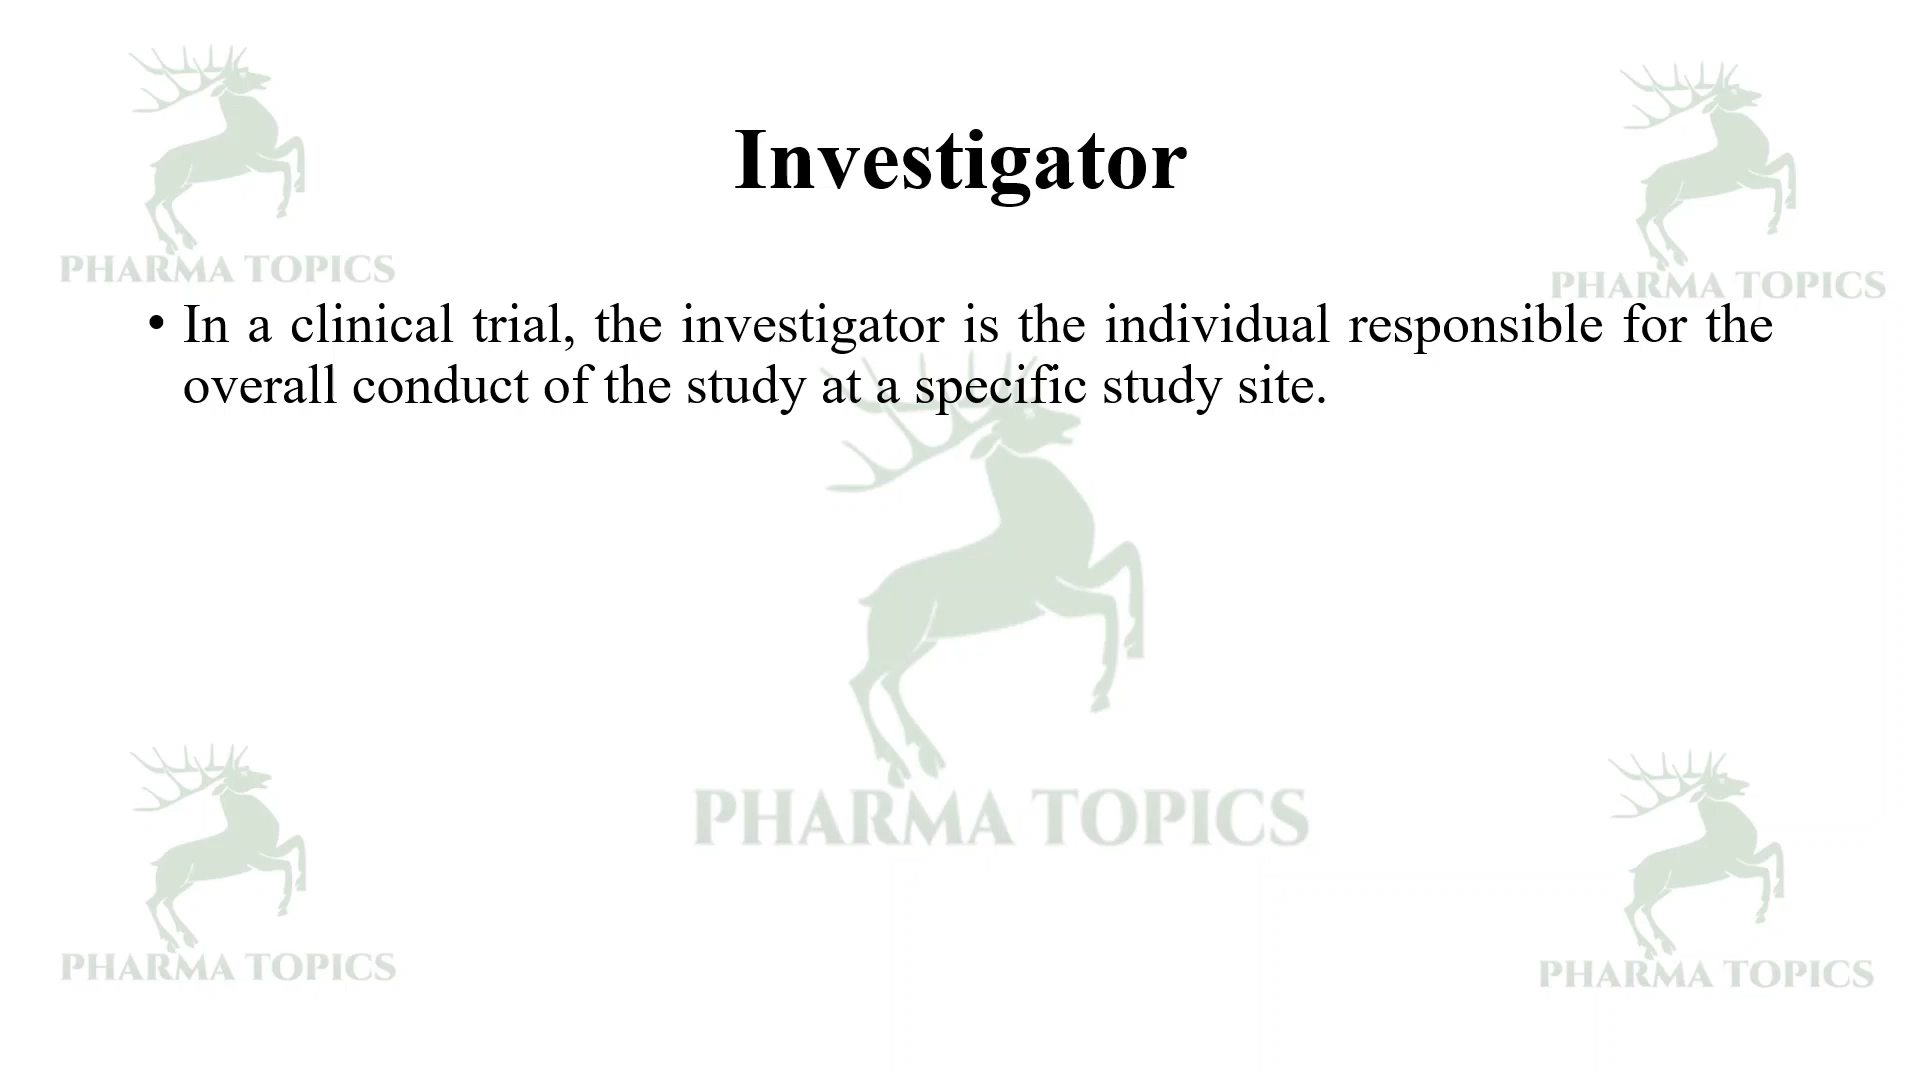 Investigator
PHARMA TOPICS
PHARMA TOPICS
• In a clinical trial, the investigator is the individual responsible for the
overall conduct of the study at a specific study site.
PHARMA TOPICS
PHARMA TOPICS
PHARMA TOPICS